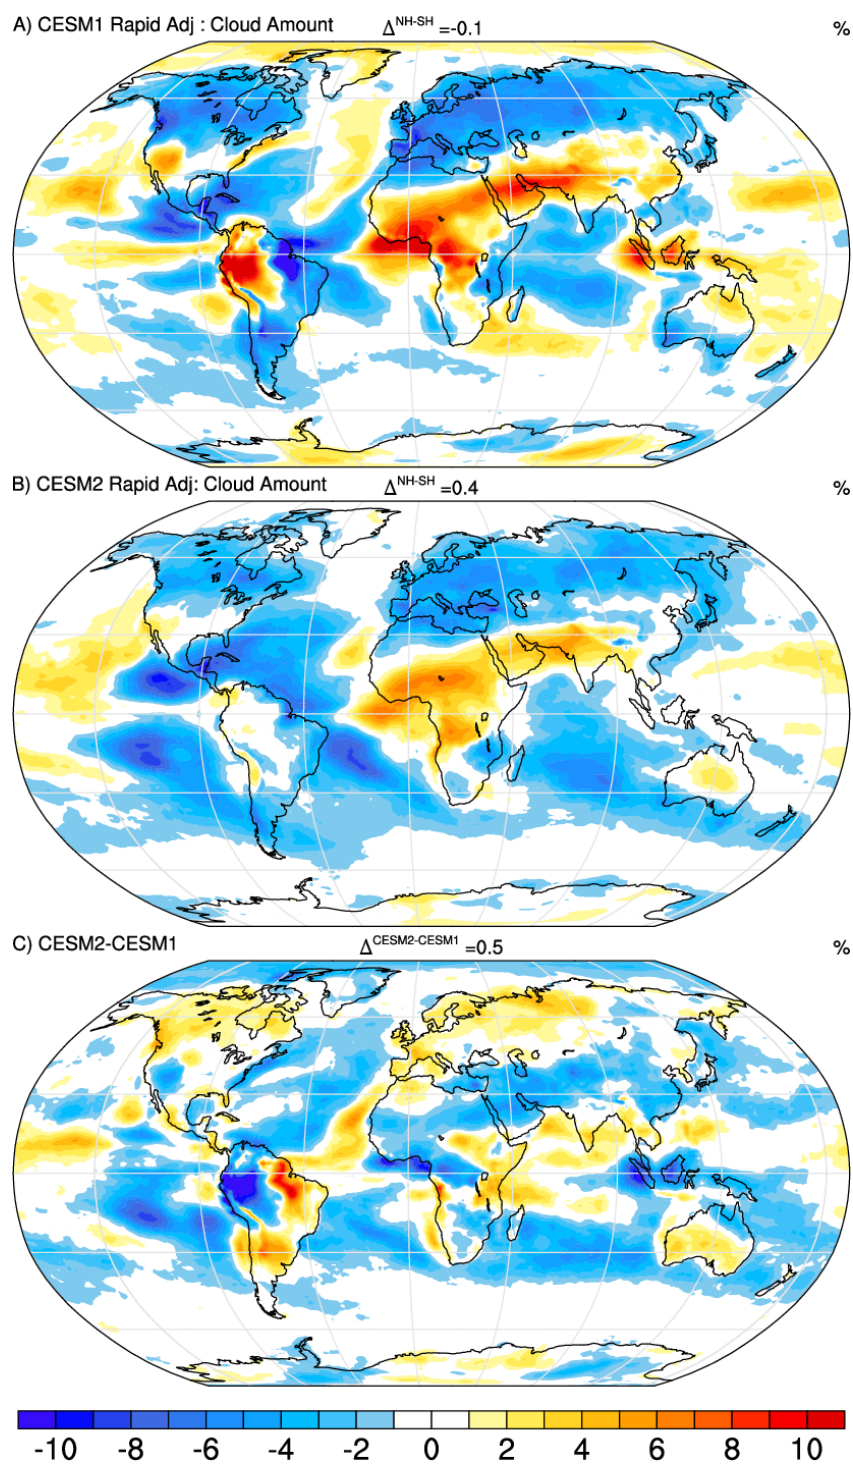 A) CESM1 Rapid Adj : Cloud Amount Δ^NH-SH =-0.1 %
B) CESM2 Rapid Adj: Cloud Amount Δ^NH-SH =0.4 %
C) CESM2-CESM1 Δ^CESM2-CESM1 =0.5 %
-10 -8 -6 -4 -2 0 2 4 6 8 10